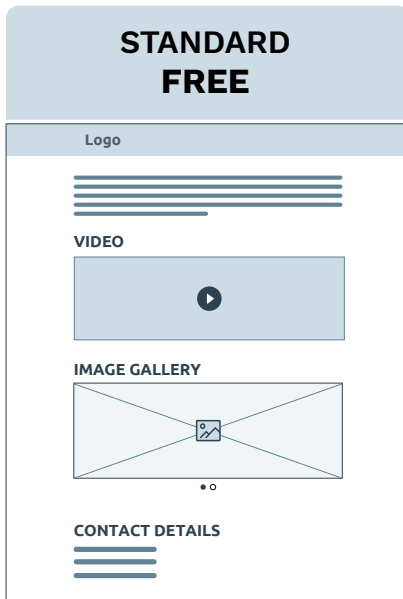 STANDARD
FREE
Logo
VIDEO
IMAGE GALLERY
CONTACT DETAILS